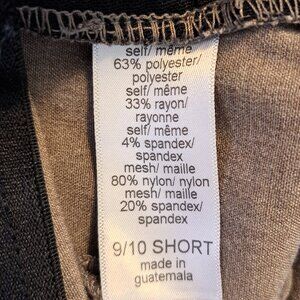 self/ même
63% polyester/
polyester
self/ même
33% rayon/
rayonne
self/ même
4% spandex/
spandex
mesh/ maille
80% nylon/ nylon
mesh/ maille
20% spandex/
spandex
9/10 SHORT
made in
guatemala